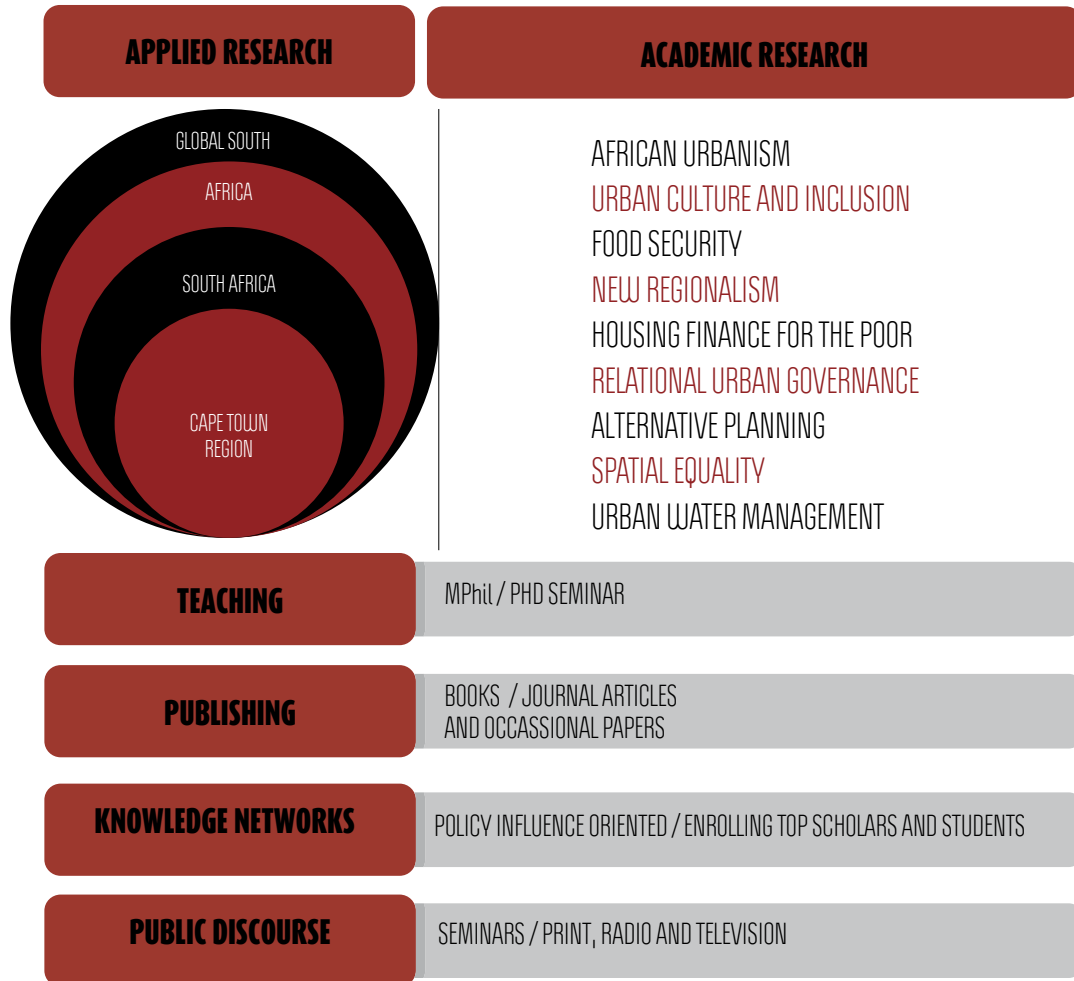 APPLIED RESEARCH
ACADEMIC RESEARCH
GLOBAL SOUTH
AFRICA
SOUTH AFRICA
CAPE TOWN
REGION
AFRICAN URBANISM
URBAN CULTURE AND INCLUSION
FOOD SECURITY
NEW REGIONALISM
HOUSING FINANCE FOR THE POOR
RELATIONAL URBAN GOVERNANCE
ALTERNATIVE PLANNING
SPATIAL EQUALITY
URBAN WATER MANAGEMENT
TEACHING
MPhil / PHD SEMINAR
PUBLISHING
BOOKS / JOURNAL ARTICLES
AND OCCASSIONAL PAPERS
KNOWLEDGE NETWORKS
POLICY INFLUENCE ORIENTED / ENROLLING TOP SCHOLARS AND STUDENTS
PUBLIC DISCOURSE
SEMINARS / PRINT, RADIO AND TELEVISION